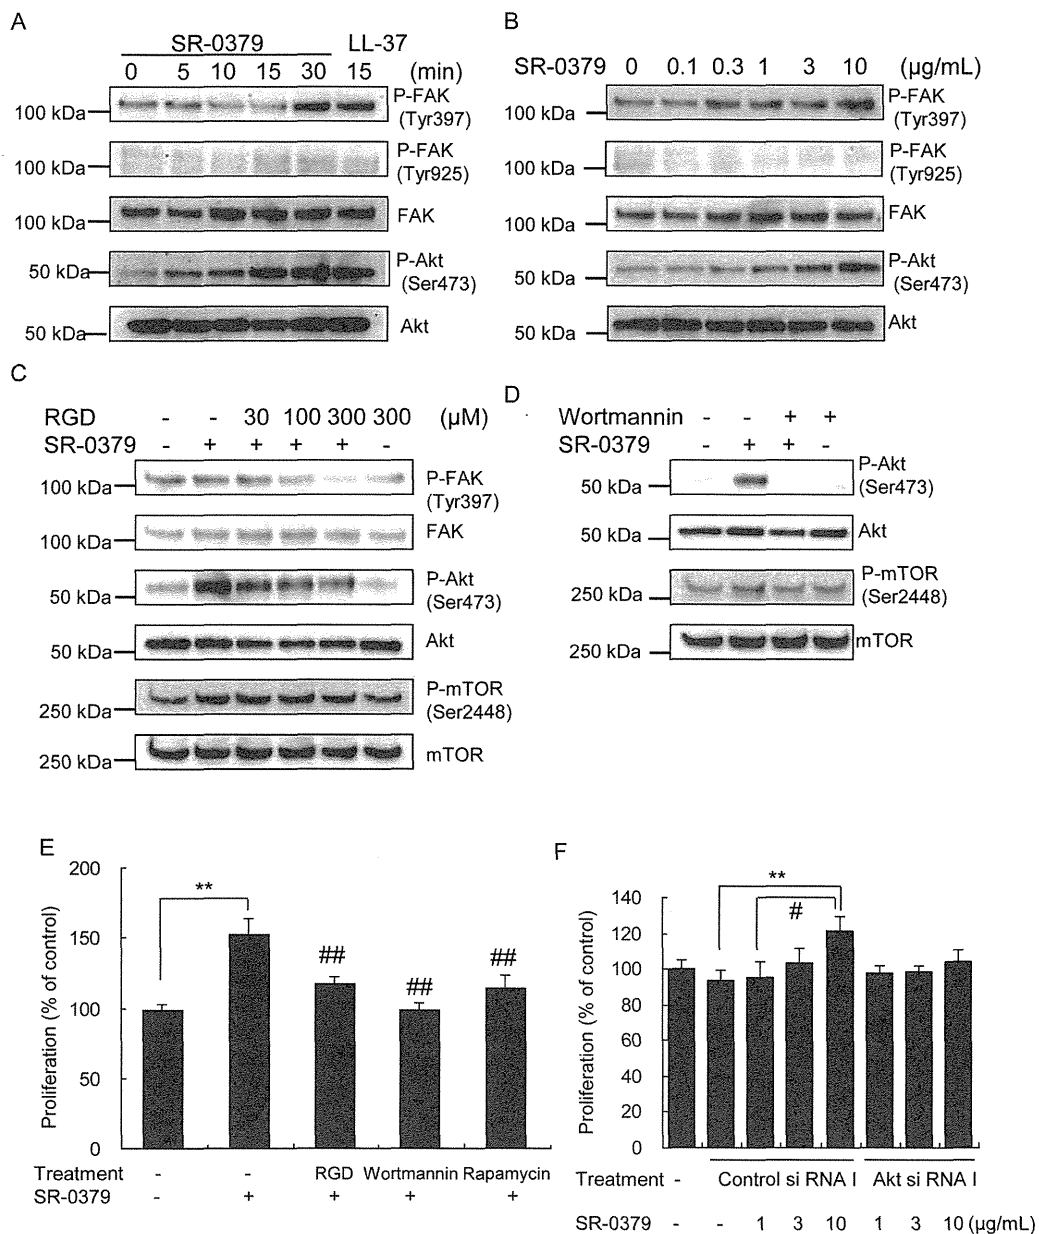 A
SR-0379 LL-37
0 5 10 15 30 15 (min)
100 kDa P-FAK (Tyr397)
100 kDa P-FAK (Tyr925)
100 kDa FAK
50 kDa P-Akt (Ser473)
50 kDa Akt
B
SR-0379 0 0.1 0.3 1 3 10 (µg/mL)
100 kDa P-FAK (Tyr397)
100 kDa P-FAK (Tyr925)
100 kDa FAK
50 kDa P-Akt (Ser473)
50 kDa Akt
C
RGD - - 30 100 300 300 (µM)
SR-0379 - + + + + -
100 kDa P-FAK (Tyr397)
100 kDa FAK
50 kDa P-Akt (Ser473)
50 kDa Akt
250 kDa P-mTOR (Ser2448)
250 kDa mTOR
D
Wortmannin - - + +
SR-0379 - + + -
50 kDa P-Akt (Ser473)
50 kDa Akt
250 kDa P-mTOR (Ser2448)
250 kDa mTOR
E
Proliferation (% of control)
200
150
100
50
0
**
## ## ##
Treatment - - RGD Wortmannin Rapamycin
SR-0379 - + + + +
F
Proliferation (% of control)
140
120
100
80
60
40
20
0
**
#
Treatment - Control si RNA I Akt si RNA I
SR-0379 - - 1 3 10 1 3 10 (µg/mL)